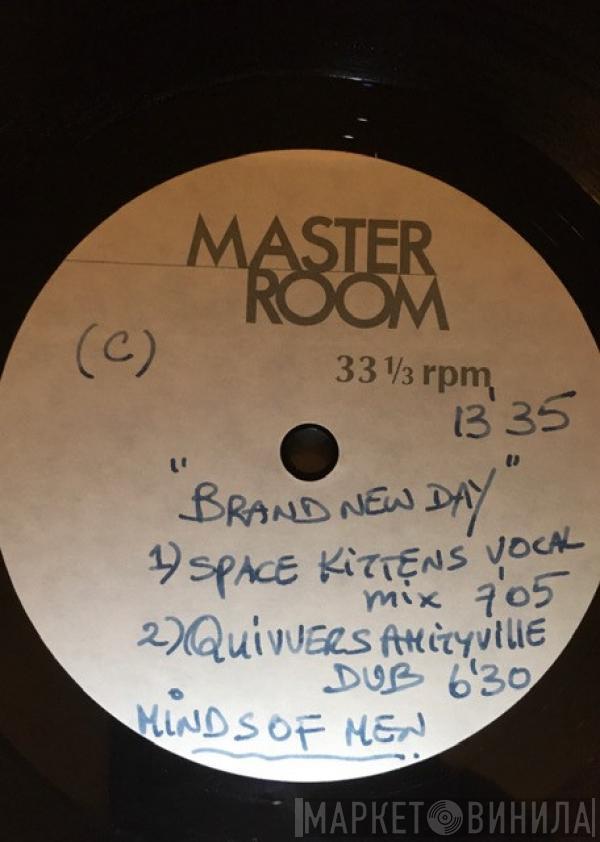 MASTER
ROOM
(C)
33 1/3 rpm
13'35
"BRAND NEW DAY"
1) SPACE KITTENS VOCAL
mix 7'05
2) QUIVVERS AMITYVILLE
DUB 6'30
MINDS OF MEN
МАРКЕТ ВИНИЛА